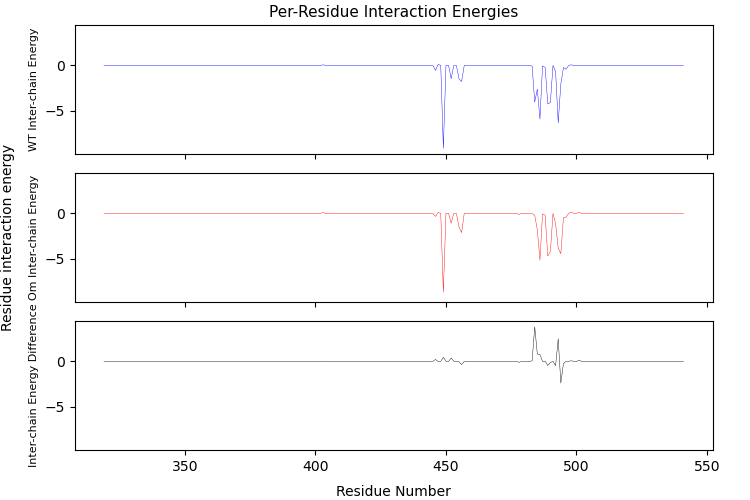 Per-Residue Interaction Energies
Residue interaction energy
WT Inter-chain Energy
0
−5
Om Inter-chain Energy
0
−5
Inter-chain Energy Difference
0
−5
350
400
450
500
550
Residue Number